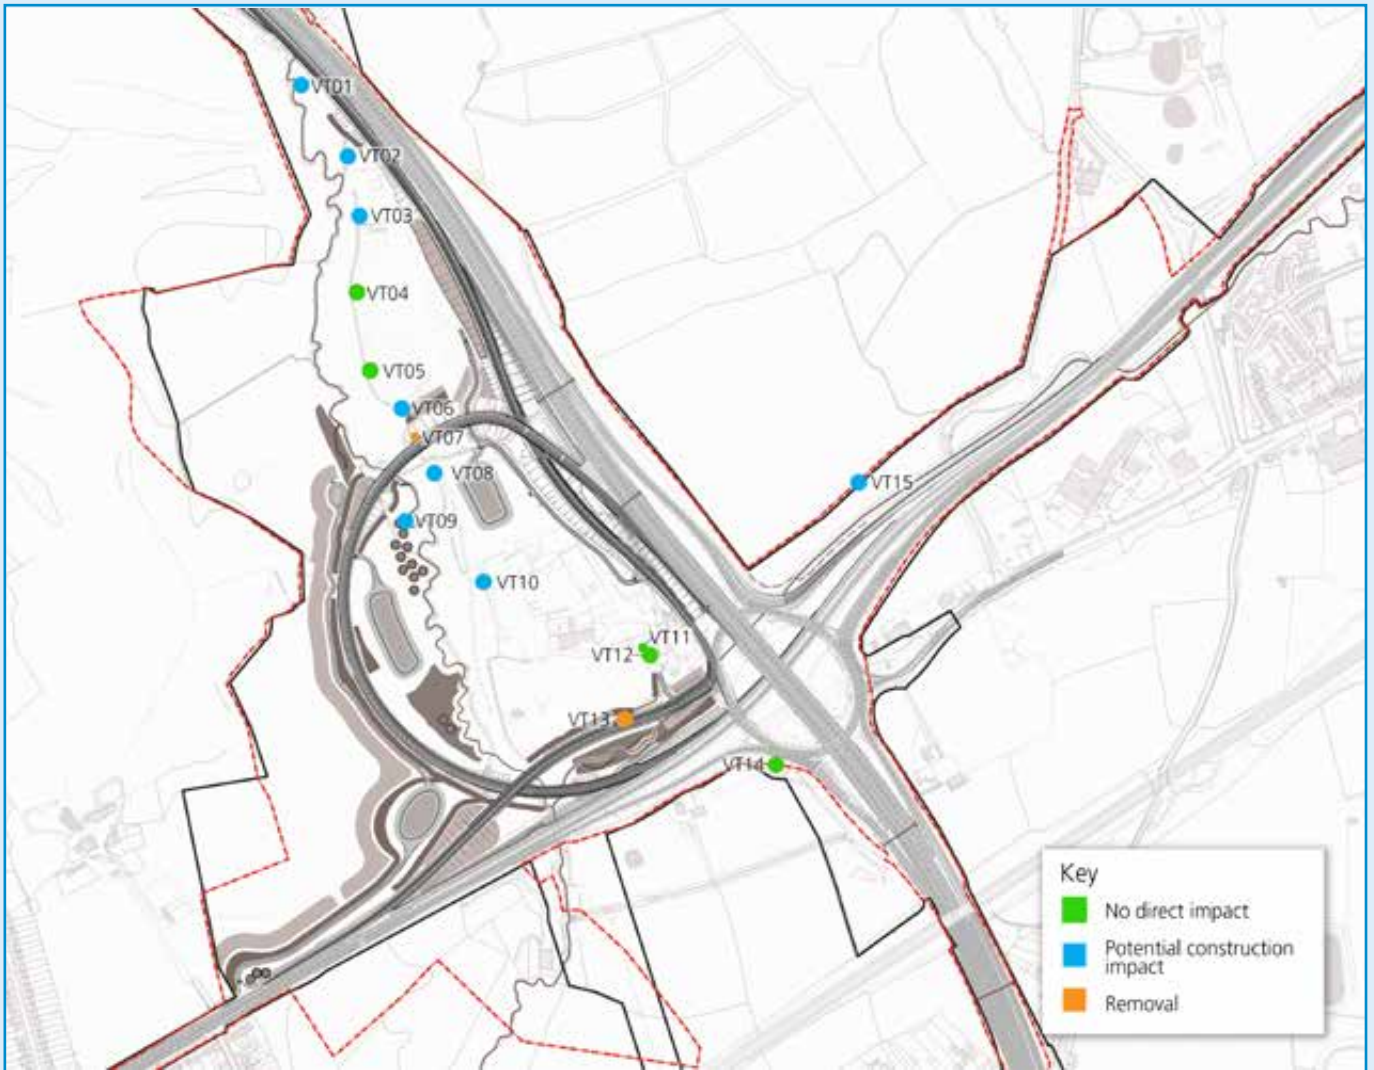 VT01
VT02
VT03
VT04
VT05
VT06
VT07
VT08
VT15
VT09
VT10
VT11
VT12
VT13
VT14
Key
No direct impact
Potential construction
impact
Removal